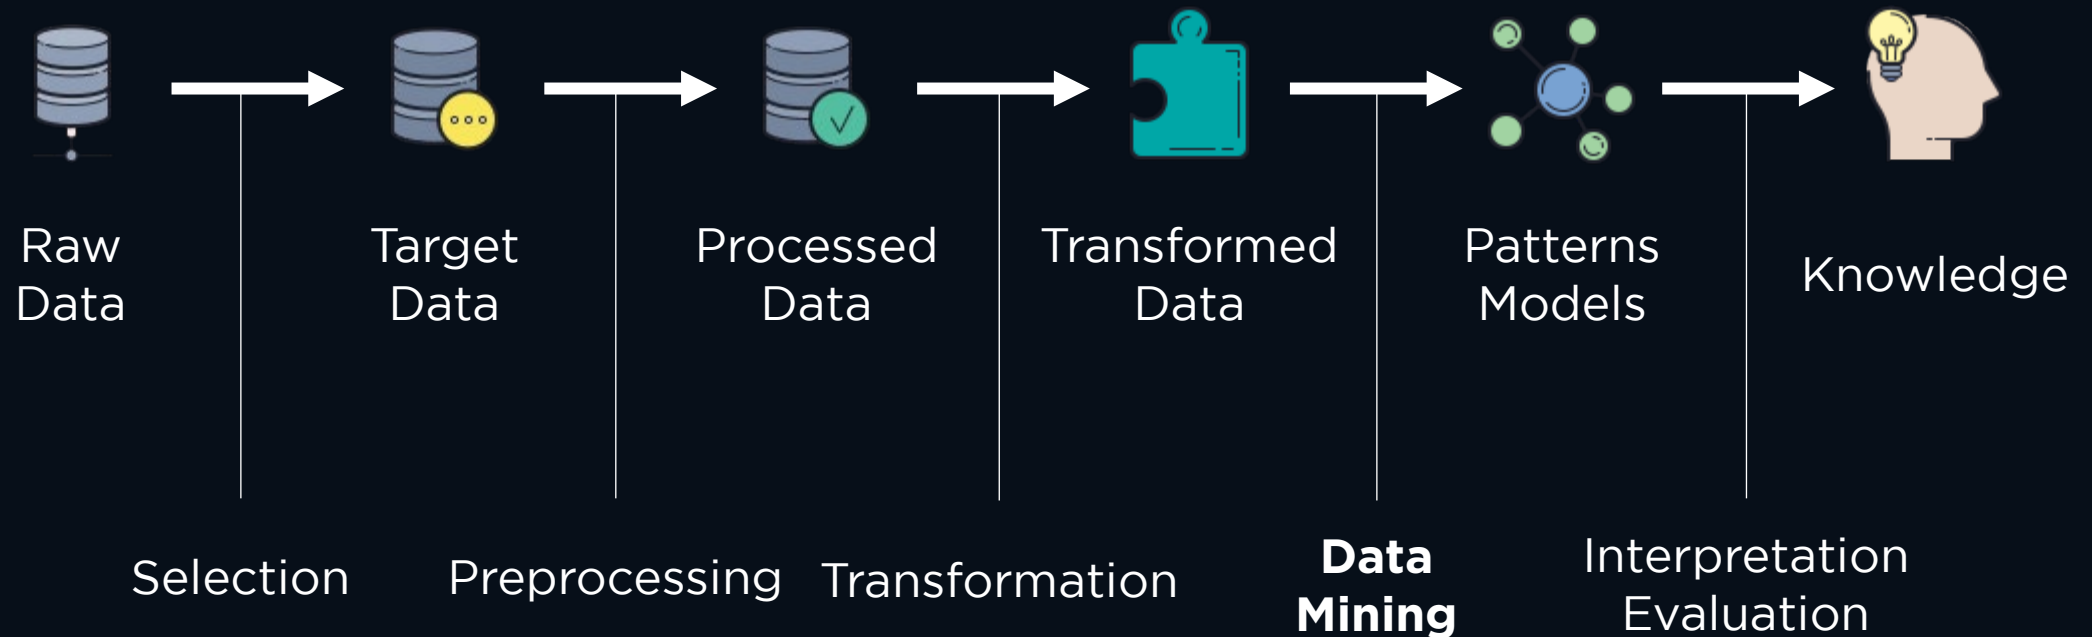 Raw
Data
Target
Data
Processed
Data
Transformed
Data
Patterns
Models
Knowledge
Selection
Preprocessing
Transformation
Data
Mining
Interpretation
Evaluation